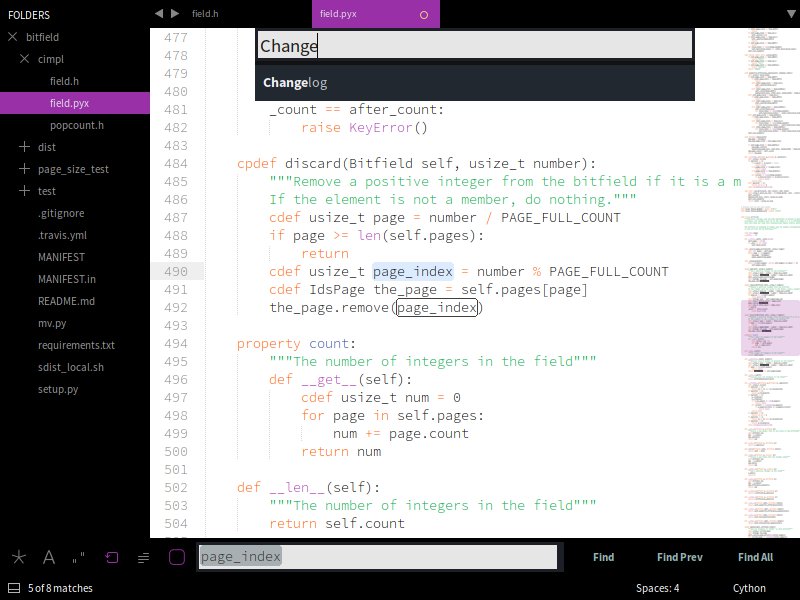 FOLDERS
bitfield
cimpl
field.h
field.pyx
popcount.h
dist
page_size_test
test
.gitignore
.travis.yml
MANIFEST
MANIFEST.in
README.md
mv.py
requirements.txt
sdist_local.sh
setup.py
field.h
field.pyx
Change
Changelog
477
478
479
480
481 _count == after_count:
482 raise KeyError()
483
484 cpdef discard(Bitfield self, usize_t number):
485 """Remove a positive integer from the bitfield if it is a m
486 If the element is not a member, do nothing."""
487 cdef usize_t page = number / PAGE_FULL_COUNT
488 if page >= len(self.pages):
489 return
490 cdef usize_t page_index = number % PAGE_FULL_COUNT
491 cdef IdsPage the_page = self.pages[page]
492 the_page.remove(page_index)
493
494 property count:
495 """The number of integers in the field"""
496 def __get__(self):
497 cdef usize_t num = 0
498 for page in self.pages:
499 num += page.count
500 return num
501
502 def __len__(self):
503 """The number of integers in the field"""
504 return self.count
page_index
Find
Find Prev
Find All
5 of 8 matches
Spaces: 4
Cython